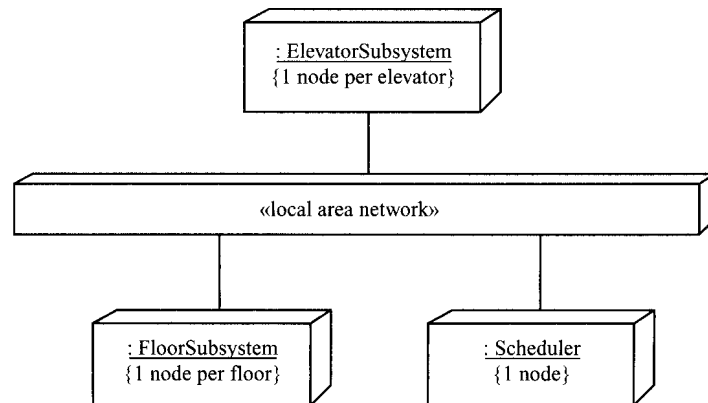 : ElevatorSubsystem
{1 node per elevator}
«local area network»
: FloorSubsystem
{1 node per floor}
: Scheduler
{1 node}